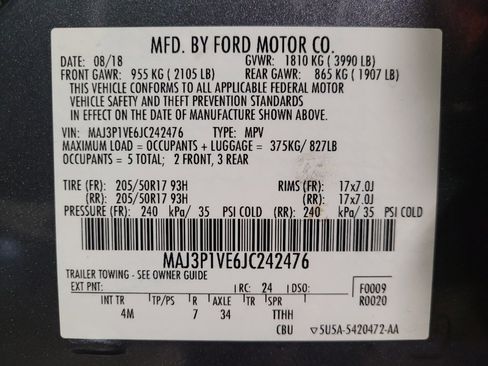 MFD. BY FORD MOTOR CO.
DATE: 08/18 GVWR: 1810 KG ( 3990 LB)
FRONT GAWR: 955 KG ( 2105 LB) REAR GAWR: 865 KG ( 1907 LB)
THIS VEHICLE CONFORMS TO ALL APPLICABLE FEDERAL MOTOR
VEHICLE SAFETY AND THEFT PREVENTION STANDARDS
IN EFFECT ON THE DATE OF MANUFACTURE SHOWN ABOVE.
VIN: MAJ3P1VE6JC242476 TYPE: MPV
MAXIMUM LOAD = OCCUPANTS + LUGGAGE = 375KG/ 827LB
OCCUPANTS = 5 TOTAL; 2 FRONT, 3 REAR
TIRE (FR): 205/50R17 93H RIMS (FR): 17x7.0J
(RR): 205/50R17 93H (RR): 17x7.0J
PRESSURE (FR): 240 kPa/ 35 PSI COLD (RR): 240 kPa/ 35 PSI COLD
MAJ3P1VE6JC242476
TRAILER TOWING - SEE OWNER GUIDE
EXT PNT: RC: 24 DSO: F0009
R0020
INT TR TP/PS R AXLE TR SPR
4M 7 34 TTHH
CBU ▽5U5A-5420472-AA